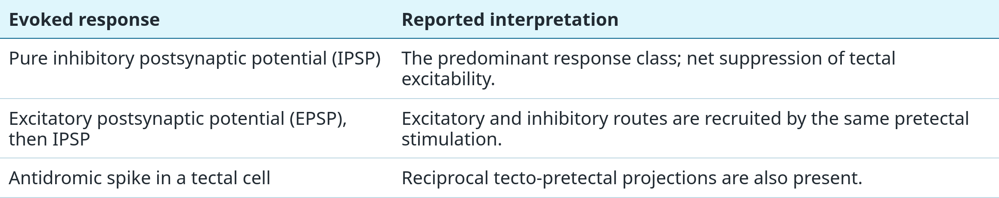 Evoked response Reported interpretation
Pure inhibitory postsynaptic potential (IPSP) The predominant response class; net suppression of tectal
excitability.
Excitatory postsynaptic potential (EPSP), Excitatory and inhibitory routes are recruited by the same pretectal
then IPSP stimulation.
Antidromic spike in a tectal cell Reciprocal tecto-pretectal projections are also present.